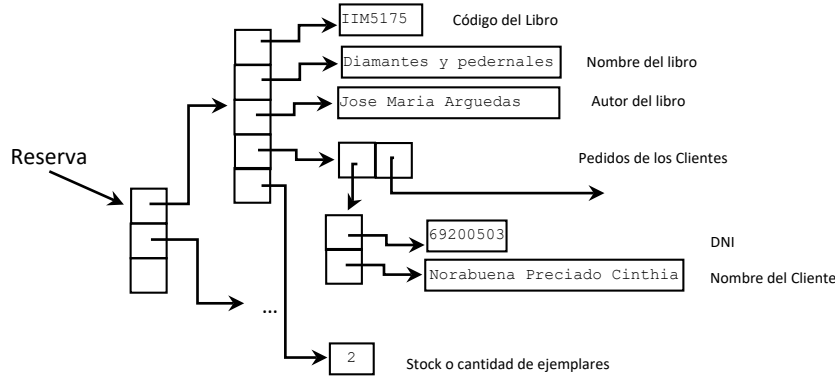 IIM5175
Código del Libro
Diamantes y pedernales
Nombre del libro
Jose Maria Arguedas
Autor del libro
Reserva
Pedidos de los Clientes
69200503
DNI
Norabuena Preciado Cinthia
Nombre del Cliente
...
2
Stock o cantidad de ejemplares